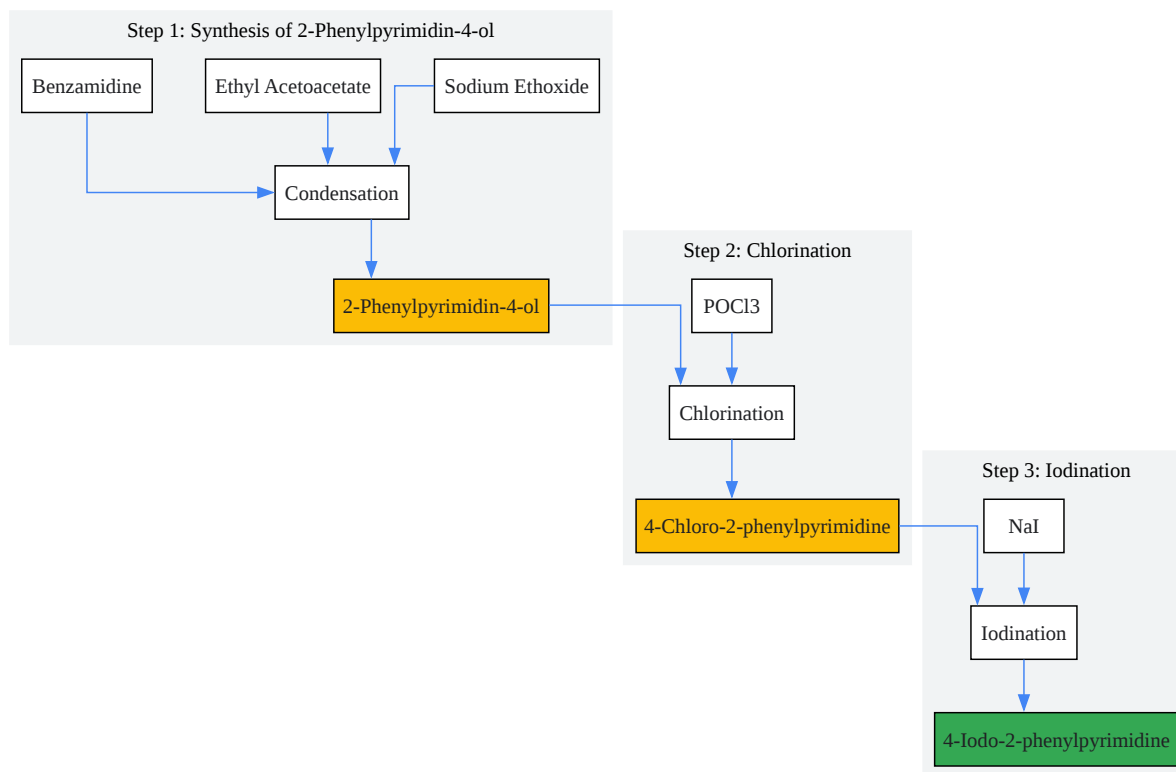 Step 1: Synthesis of 2-Phenylpyrimidin-4-ol
Benzamidine
Ethyl Acetoacetate
Sodium Ethoxide
Condensation
2-Phenylpyrimidin-4-ol
Step 2: Chlorination
POCl3
Chlorination
4-Chloro-2-phenylpyrimidine
Step 3: Iodination
NaI
Iodination
4-Iodo-2-phenylpyrimidine